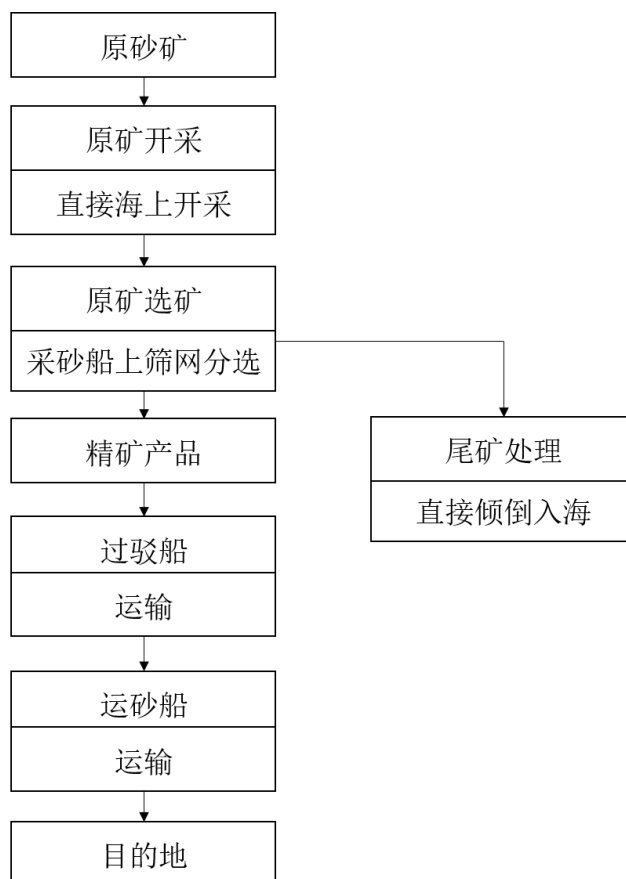 原砂矿
原矿开采
直接海上开采
原矿选矿
采砂船上筛网分选
精矿产品
尾矿处理
直接倾倒入海
过驳船
运输
运砂船
运输
目的地